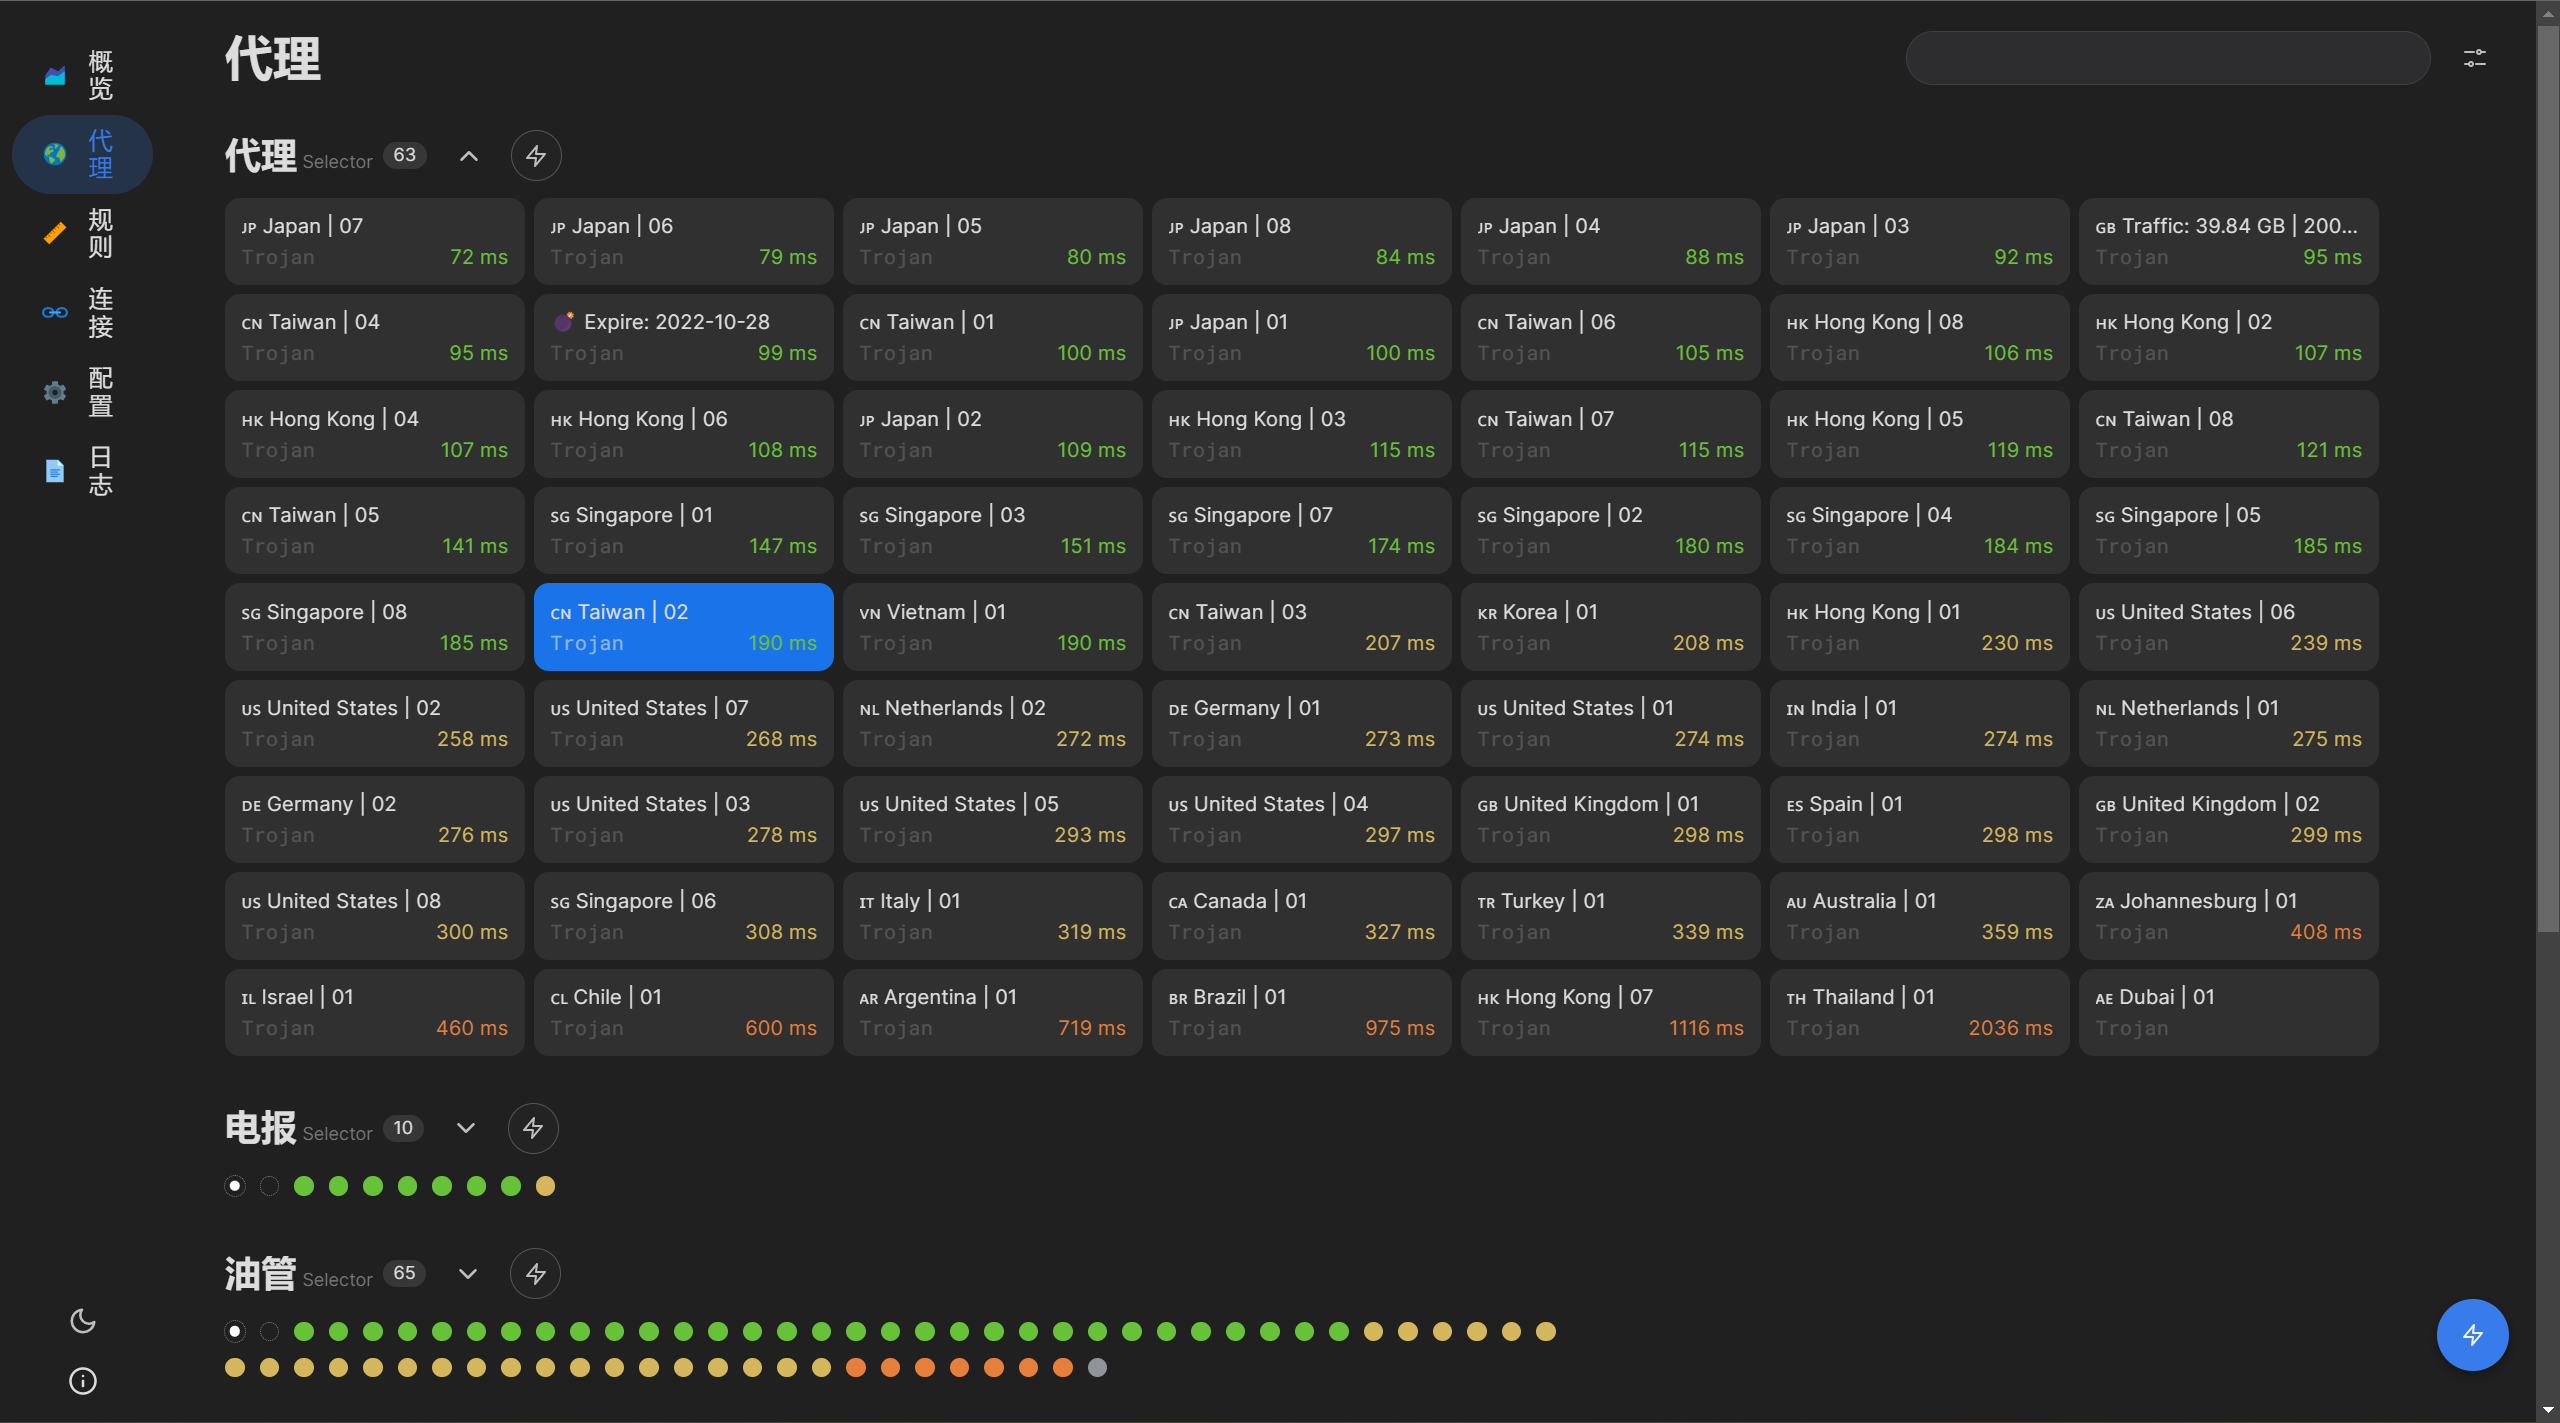 概览
代理
规则
连接
配置
日志
代理
代理 Selector 63
JP Japan | 07
Trojan 72 ms
JP Japan | 06
Trojan 79 ms
JP Japan | 05
Trojan 80 ms
JP Japan | 08
Trojan 84 ms
JP Japan | 04
Trojan 88 ms
JP Japan | 03
Trojan 92 ms
GB Traffic: 39.84 GB | 200...
Trojan 95 ms
CN Taiwan | 04
Trojan 95 ms
Expire: 2022-10-28
Trojan 99 ms
CN Taiwan | 01
Trojan 100 ms
JP Japan | 01
Trojan 100 ms
CN Taiwan | 06
Trojan 105 ms
HK Hong Kong | 08
Trojan 106 ms
HK Hong Kong | 02
Trojan 107 ms
HK Hong Kong | 04
Trojan 107 ms
HK Hong Kong | 06
Trojan 108 ms
JP Japan | 02
Trojan 109 ms
HK Hong Kong | 03
Trojan 115 ms
CN Taiwan | 07
Trojan 115 ms
HK Hong Kong | 05
Trojan 119 ms
CN Taiwan | 08
Trojan 121 ms
CN Taiwan | 05
Trojan 141 ms
SG Singapore | 01
Trojan 147 ms
SG Singapore | 03
Trojan 151 ms
SG Singapore | 07
Trojan 174 ms
SG Singapore | 02
Trojan 180 ms
SG Singapore | 04
Trojan 184 ms
SG Singapore | 05
Trojan 185 ms
SG Singapore | 08
Trojan 185 ms
CN Taiwan | 02
Trojan 190 ms
VN Vietnam | 01
Trojan 190 ms
CN Taiwan | 03
Trojan 207 ms
KR Korea | 01
Trojan 208 ms
HK Hong Kong | 01
Trojan 230 ms
US United States | 06
Trojan 239 ms
US United States | 02
Trojan 258 ms
US United States | 07
Trojan 268 ms
NL Netherlands | 02
Trojan 272 ms
DE Germany | 01
Trojan 273 ms
US United States | 01
Trojan 274 ms
IN India | 01
Trojan 274 ms
NL Netherlands | 01
Trojan 275 ms
DE Germany | 02
Trojan 276 ms
US United States | 03
Trojan 278 ms
US United States | 05
Trojan 293 ms
US United States | 04
Trojan 297 ms
GB United Kingdom | 01
Trojan 298 ms
ES Spain | 01
Trojan 298 ms
GB United Kingdom | 02
Trojan 299 ms
US United States | 08
Trojan 300 ms
SG Singapore | 06
Trojan 308 ms
IT Italy | 01
Trojan 319 ms
CA Canada | 01
Trojan 327 ms
TR Turkey | 01
Trojan 339 ms
AU Australia | 01
Trojan 359 ms
ZA Johannesburg | 01
Trojan 408 ms
IL Israel | 01
Trojan 460 ms
CL Chile | 01
Trojan 600 ms
AR Argentina | 01
Trojan 719 ms
BR Brazil | 01
Trojan 975 ms
HK Hong Kong | 07
Trojan 1116 ms
TH Thailand | 01
Trojan 2036 ms
AE Dubai | 01
Trojan
电报 Selector 10
油管 Selector 65